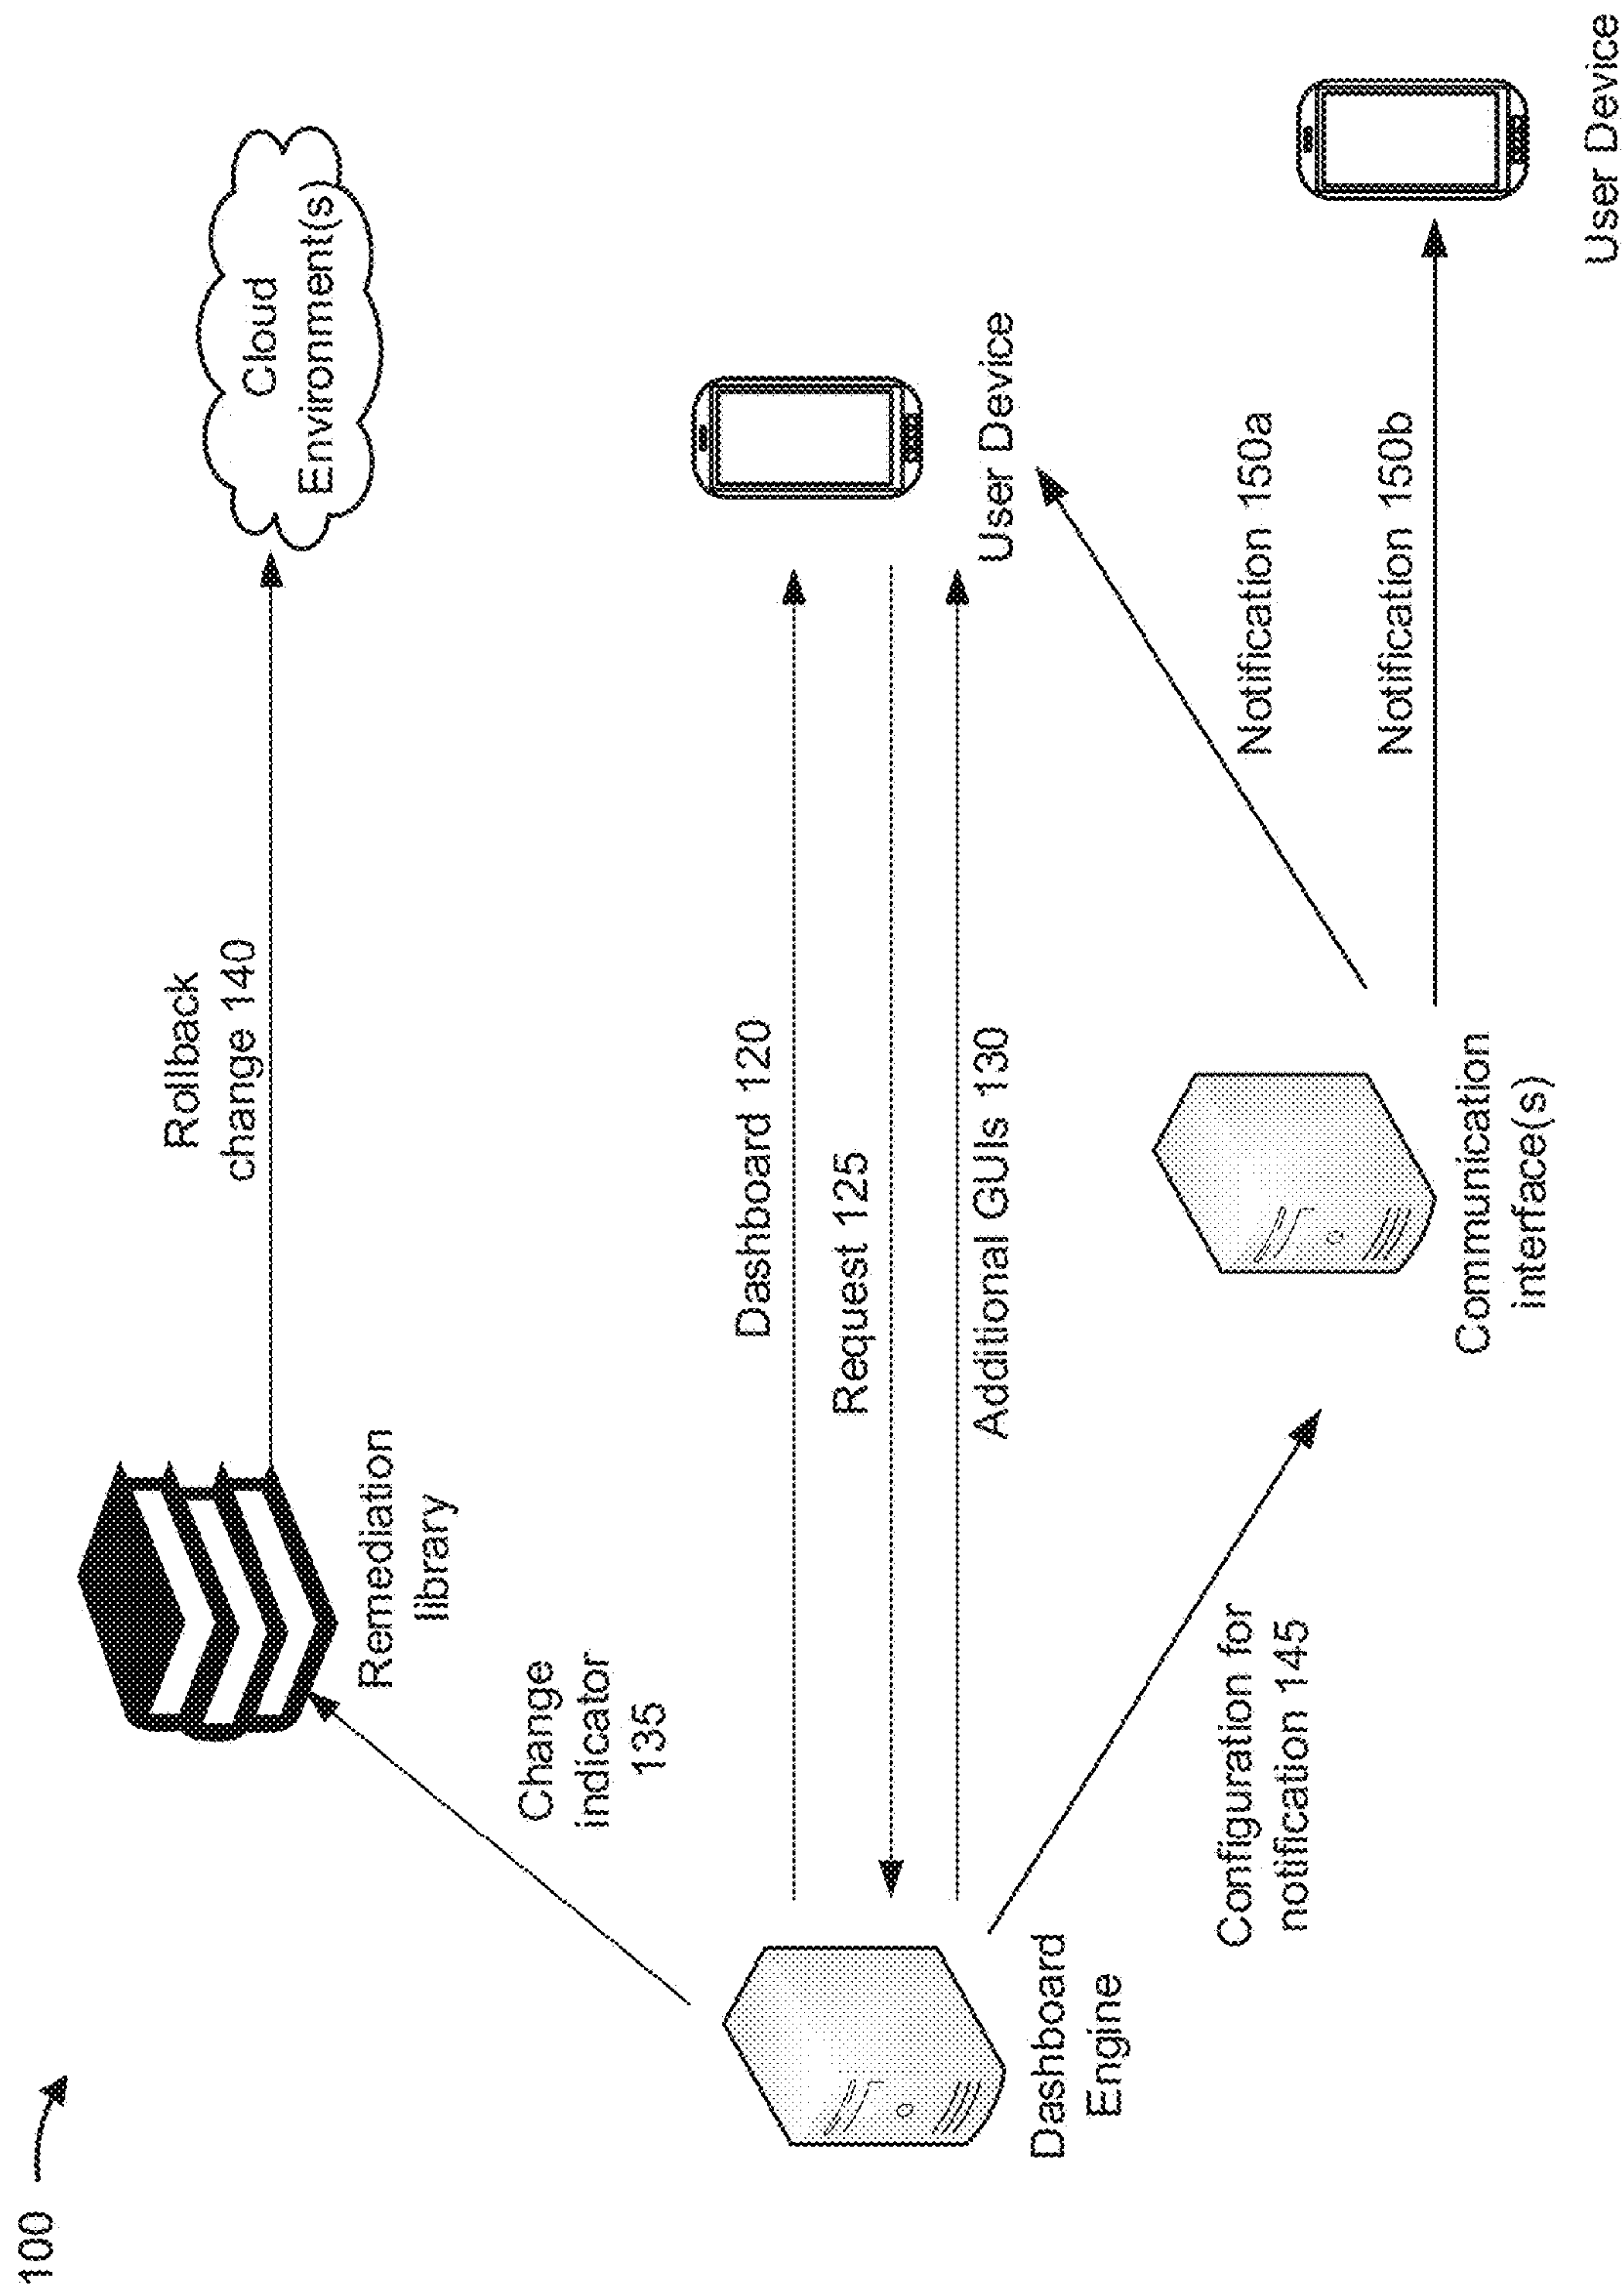 100
Rollback
change 140
Cloud
Environment(s)
Remediation
library
Change
indicator
135
Dashboard 120
Request 125
Additional GUIs 130
User Device
Dashboard
Engine
Configuration for
notification 145
Notification 150a
Notification 150b
Communication
interface(s)
User Device